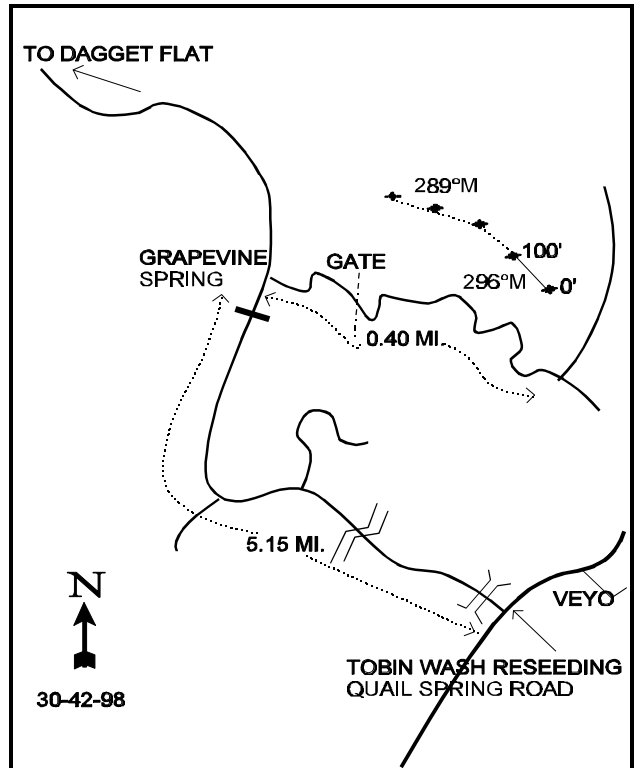 TO DAGGET FLAT
289°M
100'
GRAPEVINE
SPRING
GATE
296°M
0'
0.40 MI.
5.15 MI.
N
VEYO
TOBIN WASH RESEEDING
QUAIL SPRING ROAD
30-42-98